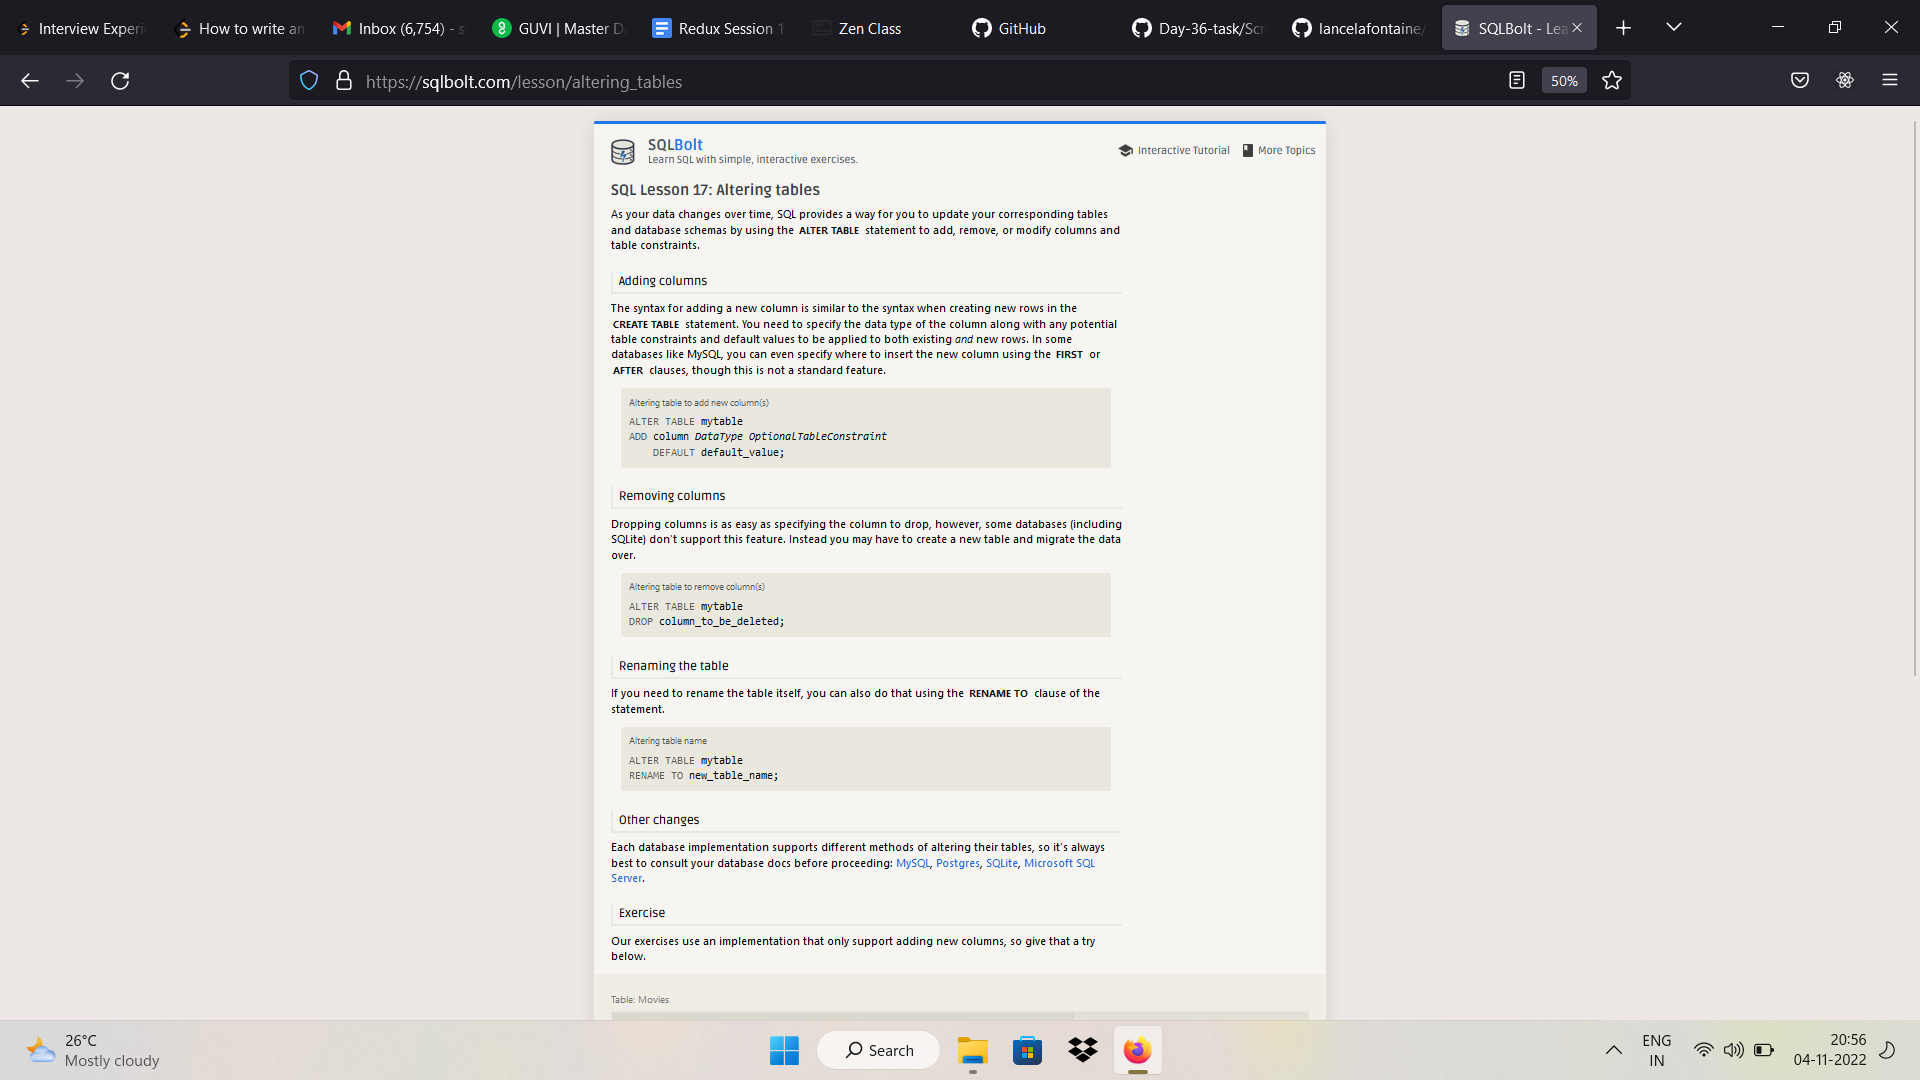 Interview Experi
How to write an
Inbox (6,754) - s
GUVI | Master D
Redux Session 1
Zen Class
GitHub
Day-36-task/Scr
lancelafontaine/
SQLBolt - Lea
https://sqlbolt.com/lesson/altering_tables
50%
SQLBolt
Learn SQL with simple, interactive exercises.
Interactive Tutorial
More Topics
SQL Lesson 17: Altering tables
As your data changes over time, SQL provides a way for you to update your corresponding tables
and database schemas by using the ALTER TABLE statement to add, remove, or modify columns and
table constraints.
Adding columns
The syntax for adding a new column is similar to the syntax when creating new rows in the
CREATE TABLE statement. You need to specify the data type of the column along with any potential
table constraints and default values to be applied to both existing and new rows. In some
databases like MySQL, you can even specify where to insert the new column using the FIRST or
AFTER clauses, though this is not a standard feature.
Altering table to add new column(s)
ALTER TABLE mytable
ADD column DataType OptionalTableConstraint
DEFAULT default_value;
Removing columns
Dropping columns is as easy as specifying the column to drop, however, some databases (including
SQLite) don't support this feature. Instead you may have to create a new table and migrate the data
over.
Altering table to remove column(s)
ALTER TABLE mytable
DROP column_to_be_deleted;
Renaming the table
If you need to rename the table itself, you can also do that using the RENAME TO clause of the
statement.
Altering table name
ALTER TABLE mytable
RENAME TO new_table_name;
Other changes
Each database implementation supports different methods of altering their tables, so it's always
best to consult your database docs before proceeding: MySQL, Postgres, SQLite, Microsoft SQL
Server.
Exercise
Our exercises use an implementation that only support adding new columns, so give that a try
below.
Table: Movies
26°C
Mostly cloudy
Search
ENG
IN
20:56
04-11-2022